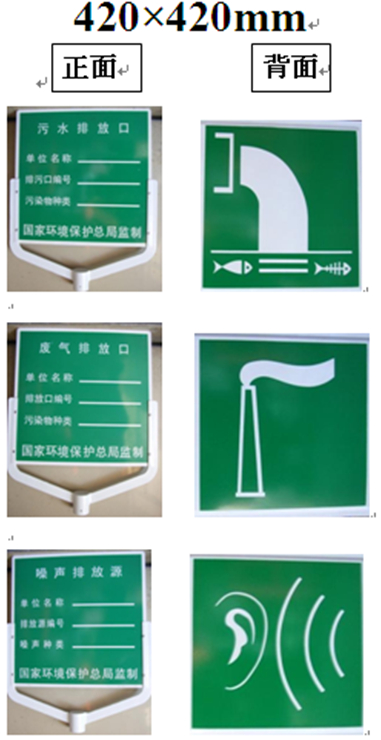 420×420mm
正面
背面
污水排放口
单位名称
排污口编号
污染物种类
国家环境保护总局监制
废气排放口
单位名称
排放口编号
污染物种类
国家环境保护总局监制
噪声排放源
单位名称
排放源编号
噪声种类
国家环境保护总局监制